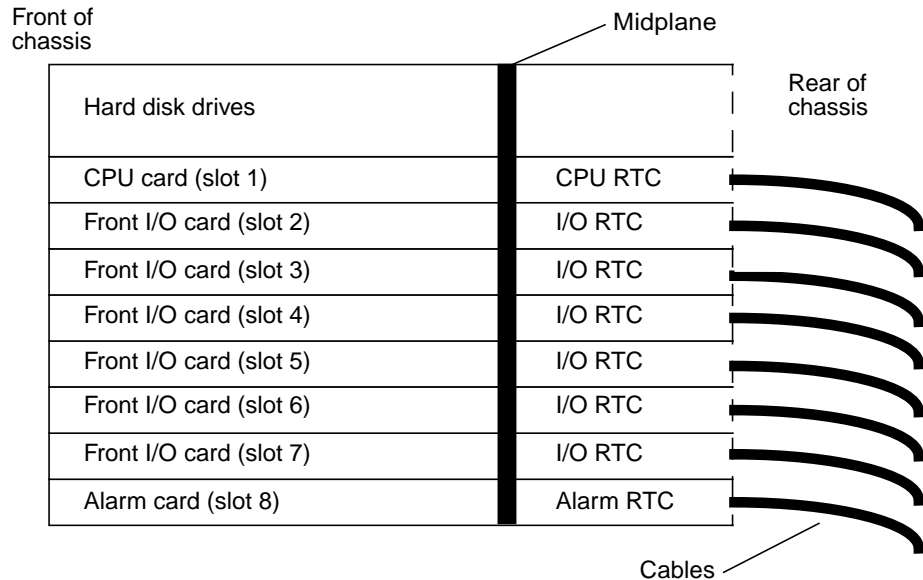 Front of
chassis
Midplane
Rear of
chassis
Hard disk drives
CPU card (slot 1) CPU RTC
Front I/O card (slot 2) I/O RTC
Front I/O card (slot 3) I/O RTC
Front I/O card (slot 4) I/O RTC
Front I/O card (slot 5) I/O RTC
Front I/O card (slot 6) I/O RTC
Front I/O card (slot 7) I/O RTC
Alarm card (slot 8) Alarm RTC
Cables